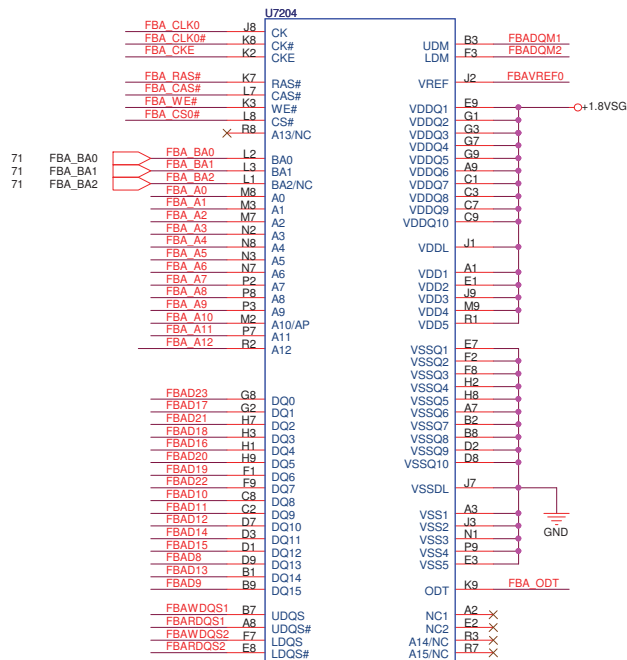 U7204
FBA_CLK0 J8 CK
FBA_CLK0# K8 CK#
FBA_CKE K2 CKE
FBA_RAS# K7 RAS#
FBA_CAS# L7 CAS#
FBA_WE# K3 WE#
FBA_CS0# L8 CS#
R8 A13/NC
71 FBA_BA0 FBA_BA0 L2 BA0
71 FBA_BA1 FBA_BA1 L3 BA1
71 FBA_BA2 FBA_BA2 L1 BA2/NC
FBA_A0 M8 A0
FBA_A1 M3 A1
FBA_A2 M7 A2
FBA_A3 N2 A3
FBA_A4 N8 A4
FBA_A5 N3 A5
FBA_A6 N7 A6
FBA_A7 P2 A7
FBA_A8 P8 A8
FBA_A9 P3 A9
FBA_A10 M2 A10/AP
FBA_A11 P7 A11
FBA_A12 R2 A12
FBAD23 G8 DQ0
FBAD17 G2 DQ1
FBAD21 H7 DQ2
FBAD18 H3 DQ3
FBAD16 H1 DQ4
FBAD20 H9 DQ5
FBAD19 F1 DQ6
FBAD22 F9 DQ7
FBAD10 C8 DQ8
FBAD11 C2 DQ9
FBAD12 D7 DQ10
FBAD14 D3 DQ11
FBAD15 D1 DQ12
FBAD8 D9 DQ13
FBAD13 B1 DQ14
FBAD9 B9 DQ15
FBAWDQS1 B7 UDQS
FBARDQS1 A8 UDQS#
FBAWDQS2 F7 LDQS
FBARDQS2 E8 LDQS#
UDM B3 FBADQM1
LDM F3 FBADQM2
VREF J2 FBAVREF0
VDDQ1 E9 +1.8VSG
VDDQ2 G1
VDDQ3 G3
VDDQ4 G7
VDDQ5 G9
VDDQ6 A9
VDDQ7 C1
VDDQ8 C3
VDDQ9 C7
VDDQ10 C9
VDDL J1
VDD1 A1
VDD2 E1
VDD3 J9
VDD4 M9
VDD5 R1
VSSQ1 E7
VSSQ2 F2
VSSQ3 F8
VSSQ4 H2
VSSQ5 H8
VSSQ6 A7
VSSQ7 B2
VSSQ8 B8
VSSQ9 D2
VSSQ10 D8
VSSDL J7
GND
VSS1 A3
VSS2 J3
VSS3 N1
VSS4 P9
VSS5 E3
ODT K9 FBA_ODT
NC1 A2
NC2 E2
A14/NC R3
A15/NC R7